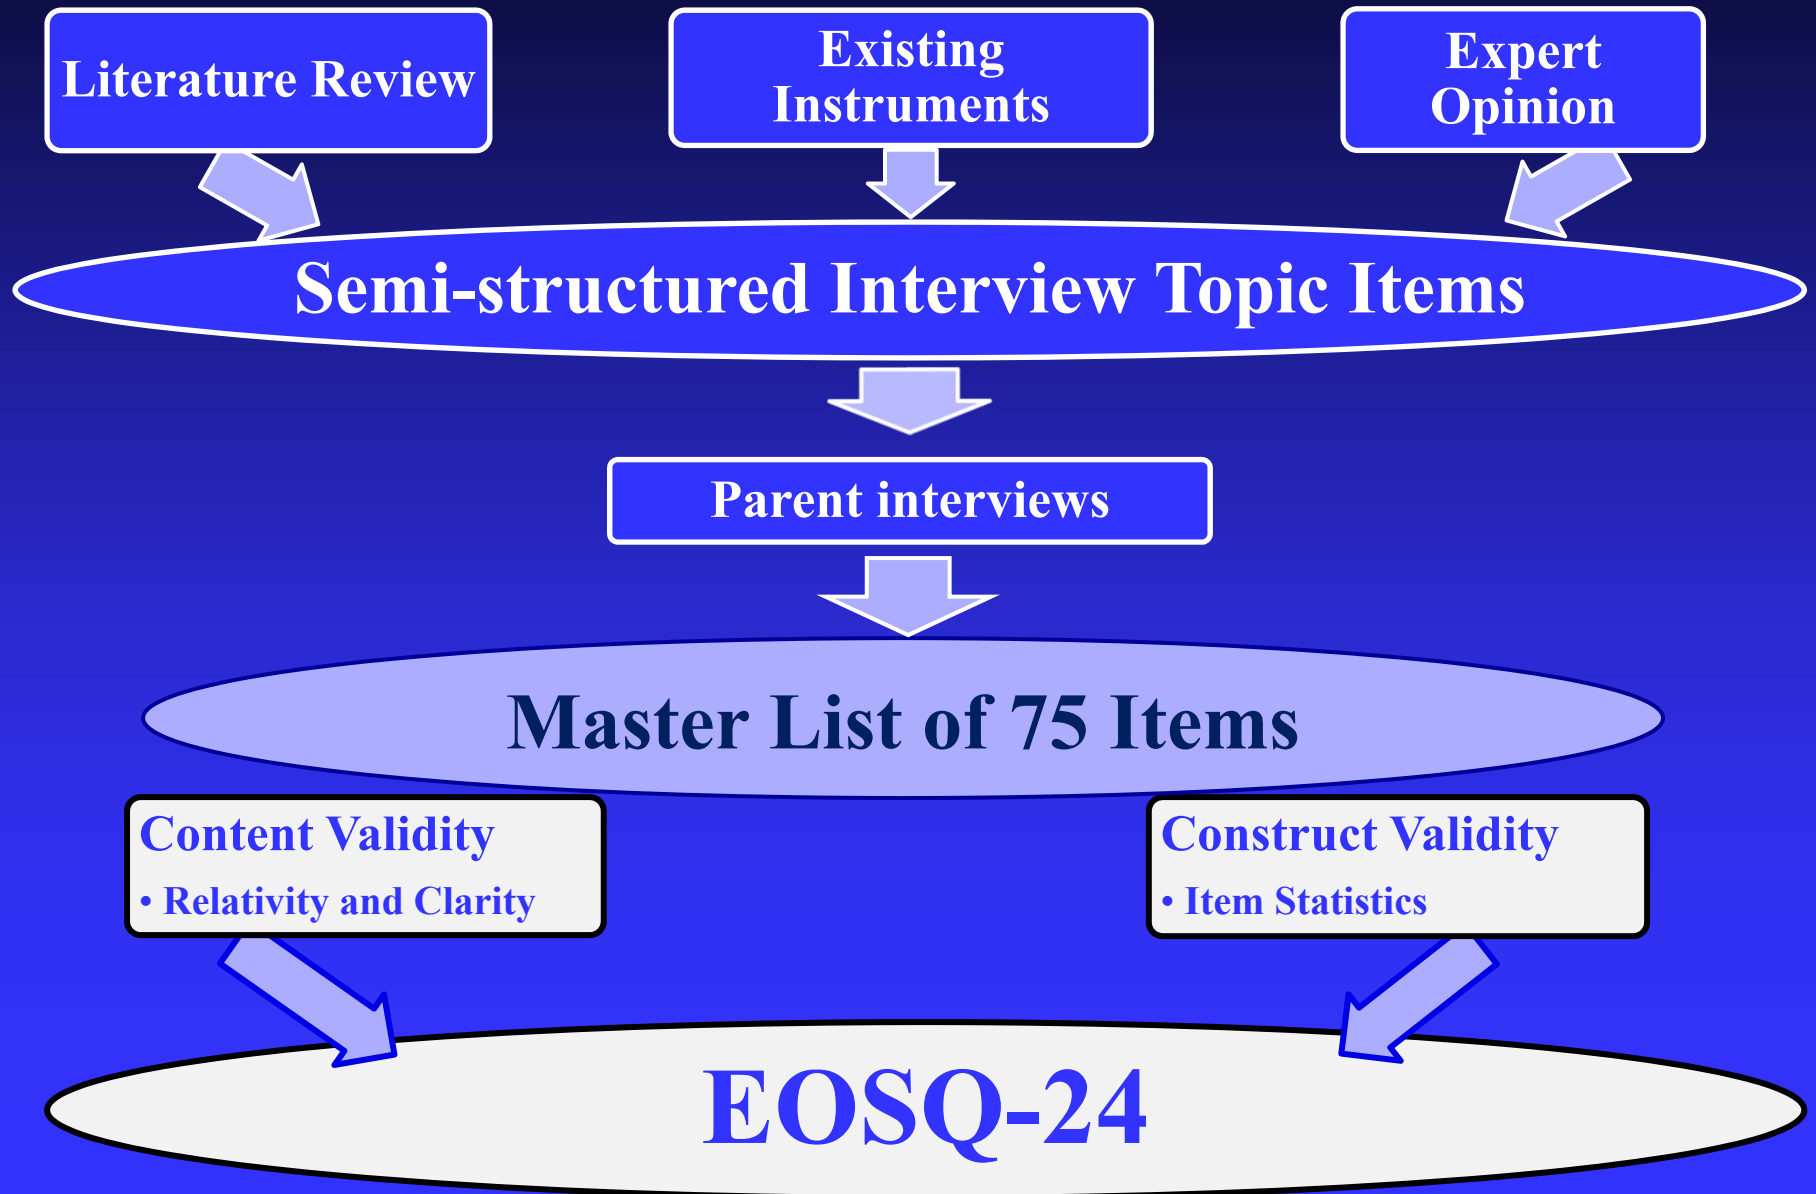 Literature Review
Existing
Instruments
Expert
Opinion
Semi-structured Interview Topic Items
Parent interviews
Master List of 75 Items
Content Validity
• Relativity and Clarity
Construct Validity
• Item Statistics
EOSQ-24